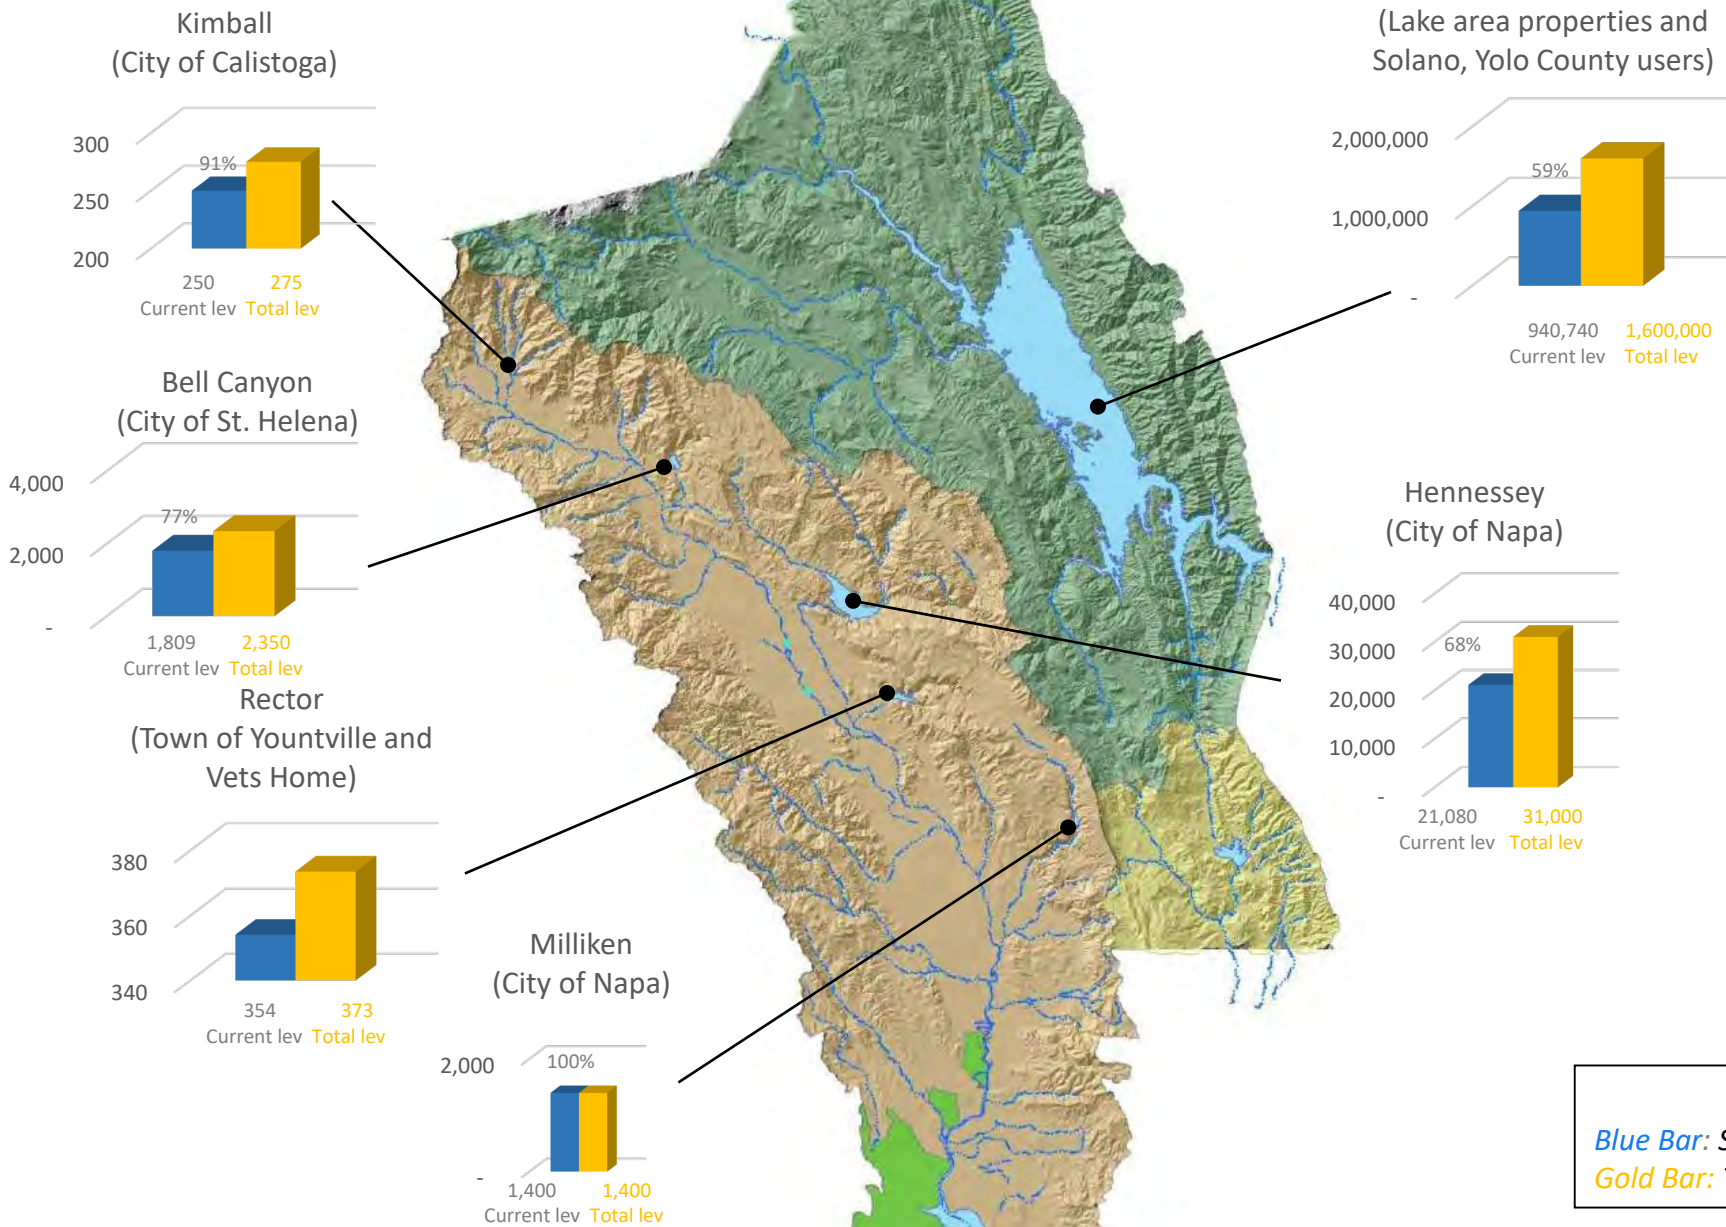 Kimball
(City of Calistoga)
300
250
200
91%
250 275
Current lev Total lev
Bell Canyon
(City of St. Helena)
4,000
2,000
-
77%
1,809 2,350
Current lev Total lev
Rector
(Town of Yountville and
Vets Home)
380
360
340
354 373
Current lev Total lev
Milliken
(City of Napa)
2,000
-
100%
1,400 1,400
Current lev Total lev
(Lake area properties and
Solano, Yolo County users)
2,000,000
1,000,000
-
59%
940,740 1,600,000
Current lev Total lev
Hennessey
(City of Napa)
40,000
30,000
20,000
10,000
-
68%
21,080 31,000
Current lev Total lev
Blue Bar: S
Gold Bar: